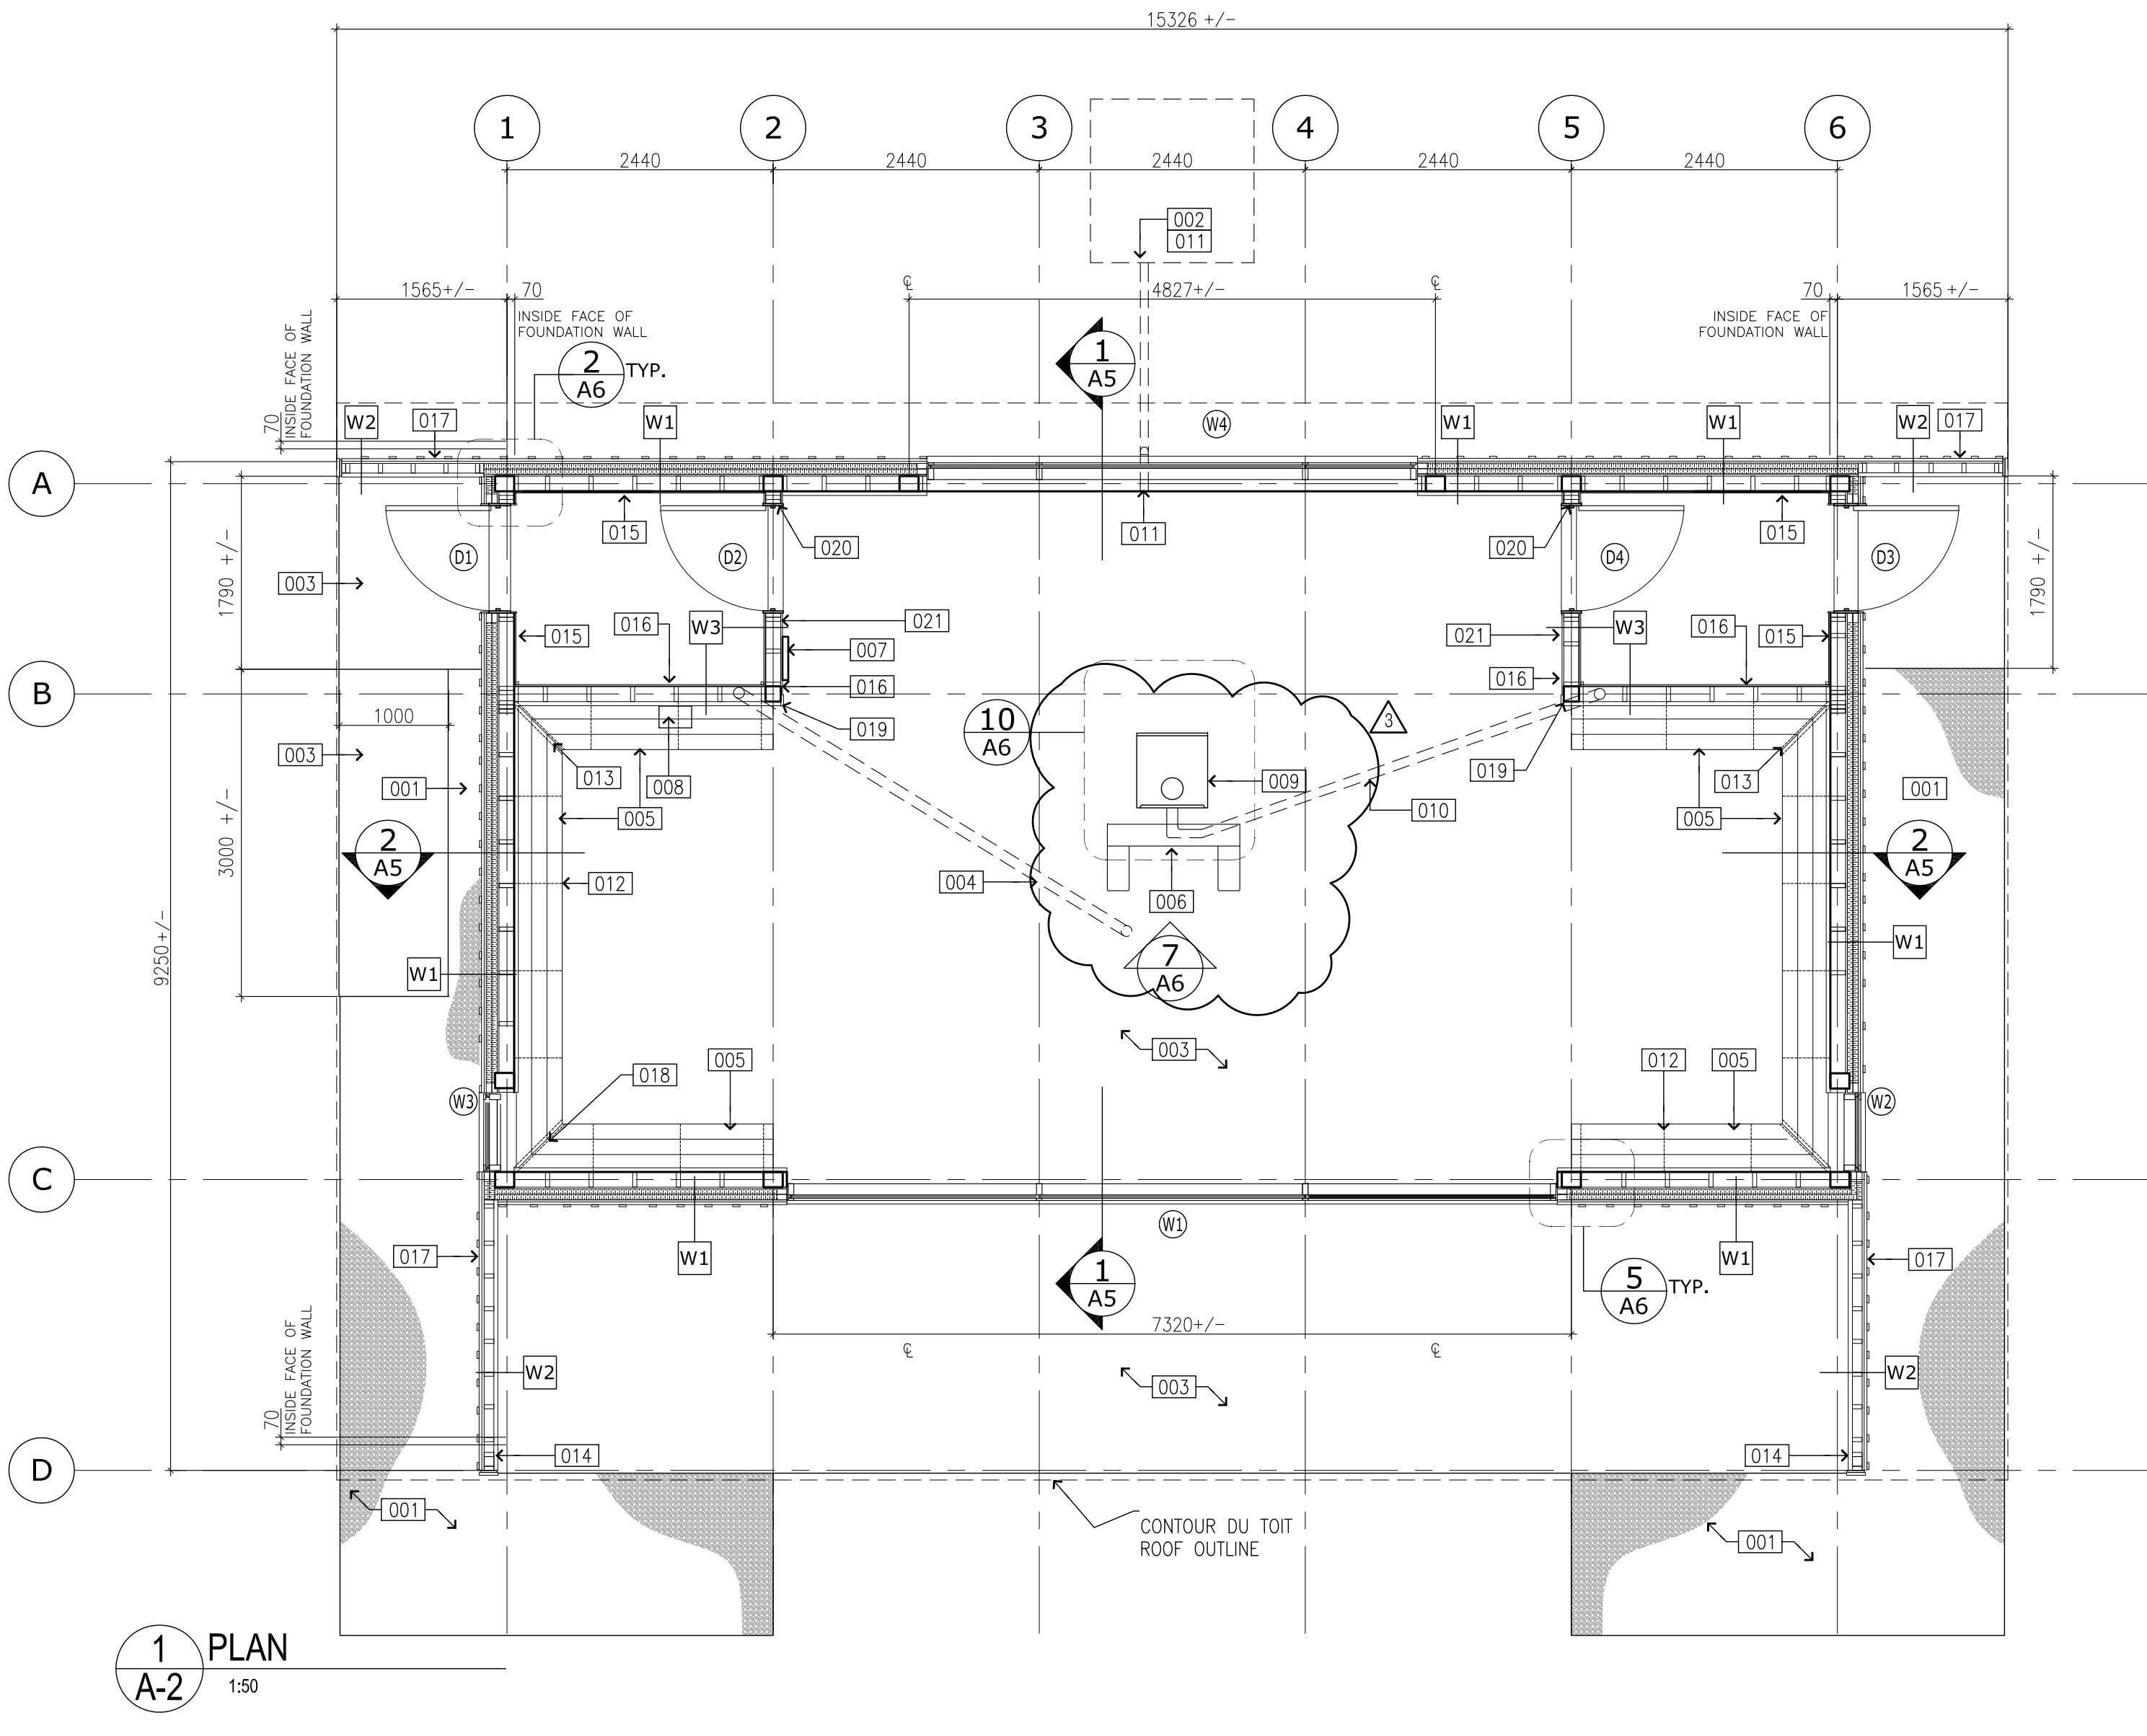 15326 +/-
1
2
3
4
5
6
2440
2440
2440
2440
2440
002
011
℄
℄
1565+/-
70
4827+/-
70
1565 +/-
INSIDE FACE OF
FOUNDATION WALL
INSIDE FACE OF
FOUNDATION WALL
70
INSIDE FACE OF
FOUNDATION WALL
2
A6
TYP.
1
A5
W2
017
W1
W4
W1
W1
W2
017
A
015
020
011
020
015
D1
D2
D4
D3
003
1790 +/-
1790 +/-
015
016
W3
021
007
016
021
W3
016
015
016
B
1000
019
10
A6
3
003
013
008
009
019
013
001
005
010
005
001
3000 +/-
2
A5
012
004
006
2
A5
9250+/-
W1
7
A6
W1
003
018
005
012
005
W3
W2
C
W1
017
W1
1
A5
W1
5
A6
TYP.
017
7320+/-
℄
℄
70
INSIDE FACE OF
FOUNDATION WALL
W2
003
W2
D
014
014
001
CONTOUR DU TOIT
ROOF OUTLINE
001
1
A-2
PLAN
1:50